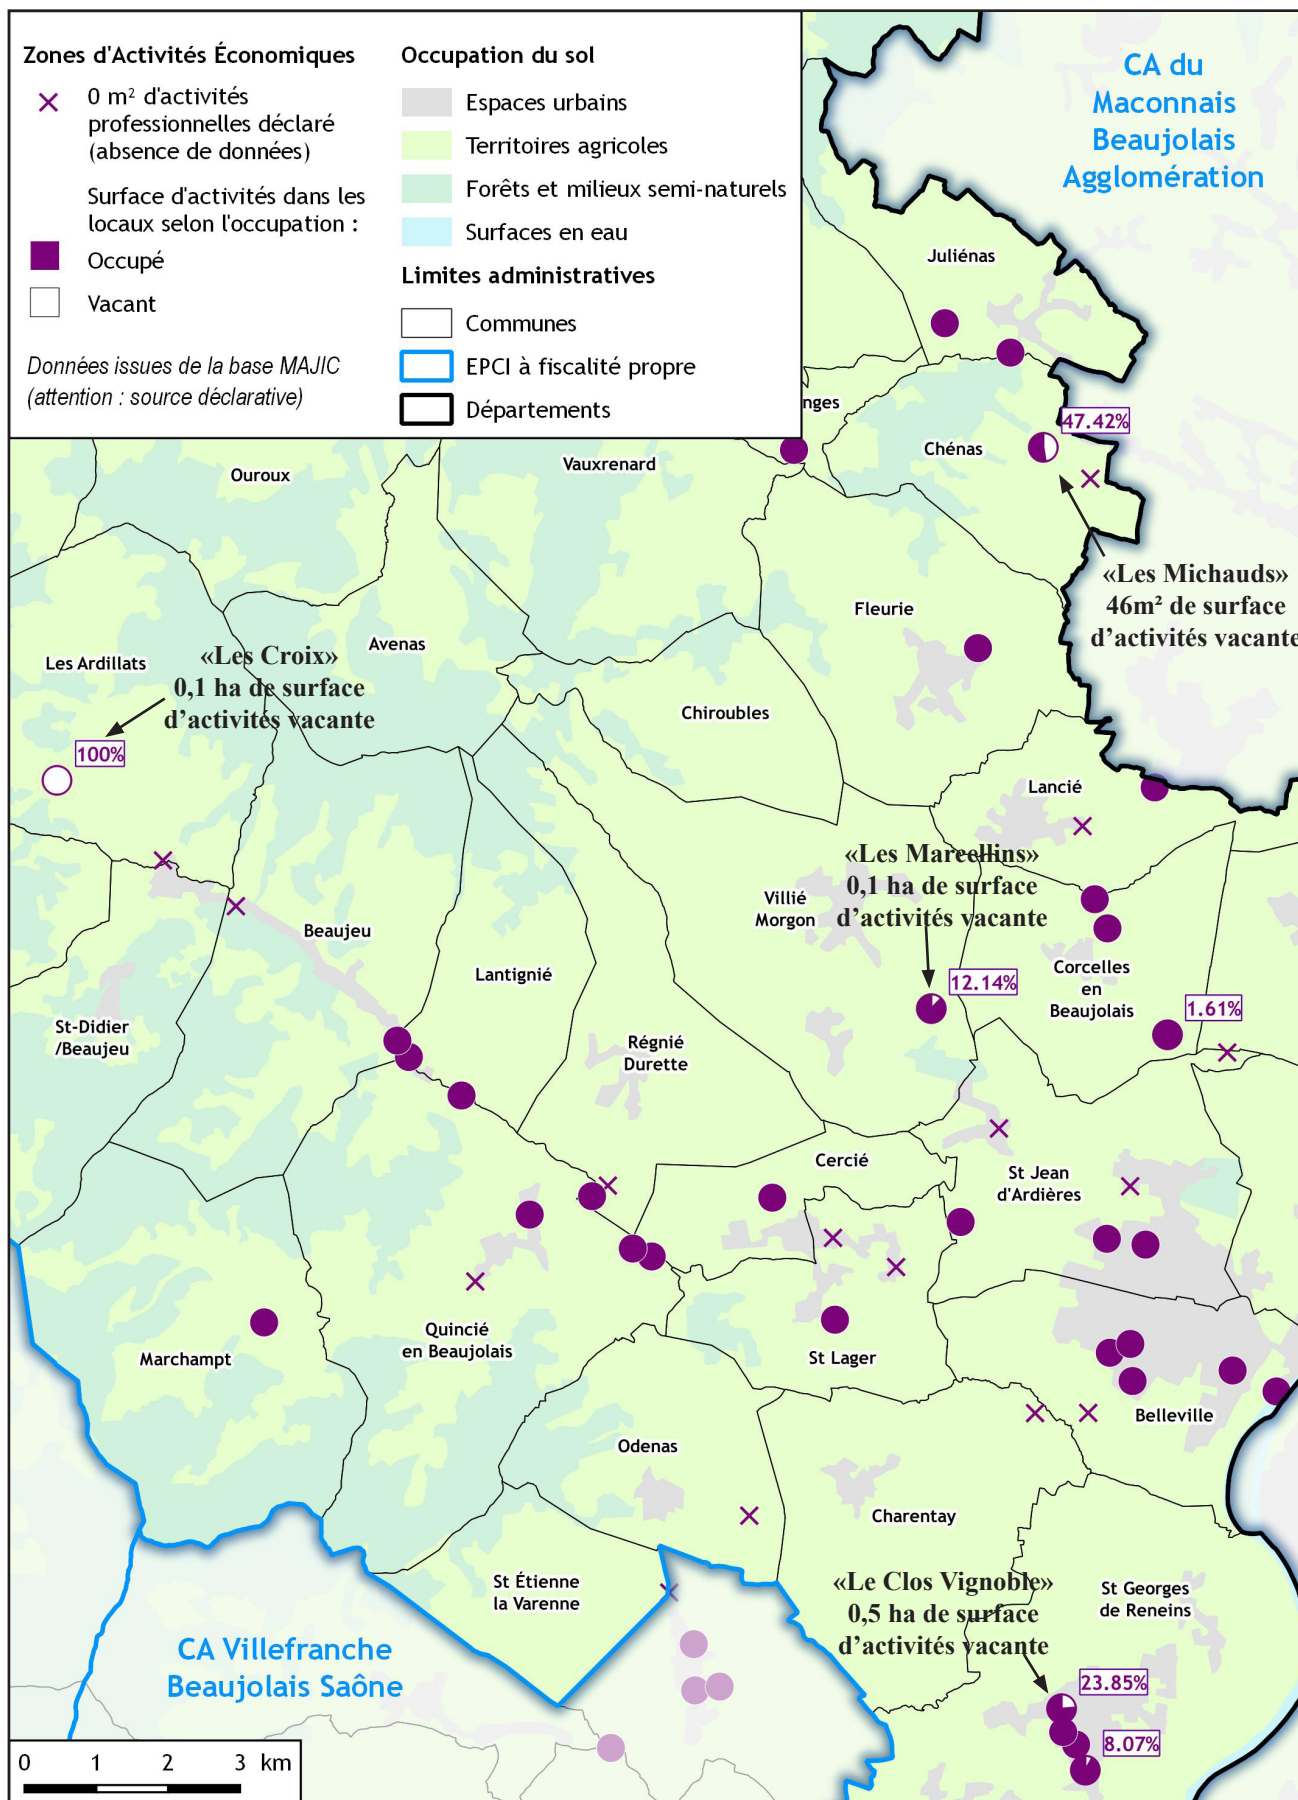 Zones d'Activités Économiques
0 m² d'activités
professionnelles déclaré
(absence de données)
Surface d'activités dans les
locaux selon l'occupation :
Occupé
Vacant
Données issues de la base MAJIC
(attention : source déclarative)
Occupation du sol
Espaces urbains
Territoires agricoles
Forêts et milieux semi-naturels
Surfaces en eau
Limites administratives
Communes
EPCI à fiscalité propre
Départements
CA du
Maconnais
Beaujolais
Agglomération
Juliénas
nges
47.42%
Chénas
Vauxrenard
Ouroux
«Les Michauds»
46m² de surface
d'activités vacante
Fleurie
Avenas
Les Ardillats
«Les Croix»
0,1 ha de surface
d'activités vacante
100%
Chiroubles
Lancié
«Les Marcellins»
0,1 ha de surface
d'activités vacante
Villié
Morgon
12.14%
Corcelles
en
Beaujolais
1.61%
Beaujeu
Lantignié
St-Didier
/Beaujeu
Régnié
Durette
Cercié
St Jean
d'Ardières
Quincié
en Beaujolais
Marchampt
St Lager
Belleville
Odenas
Charentay
St Étienne
la Varenne
«Le Clos Vignoble»
0,5 ha de surface
d'activités vacante
St Georges
de Reneins
CA Villefranche
Beaujolais Saône
23.85%
8.07%
0 1 2 3 km